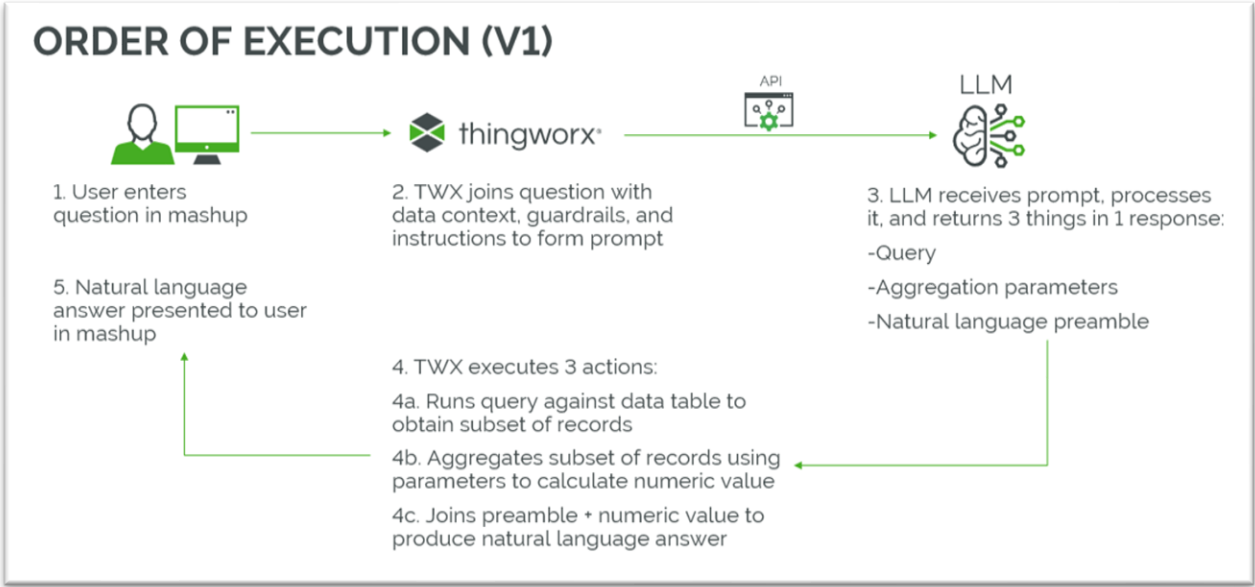 ORDER OF EXECUTION (V1)
thingworx®
API
LLM
1. User enters
question in mashup
2. TWX joins question with
data context, guardrails, and
instructions to form prompt
3. LLM receives prompt, processes
it, and returns 3 things in 1 response:
-Query
-Aggregation parameters
-Natural language preamble
4. TWX executes 3 actions:
4a. Runs query against data table to
obtain subset of records
4b. Aggregates subset of records using
parameters to calculate numeric value
4c. Joins preamble + numeric value to
produce natural language answer
5. Natural language
answer presented to user
in mashup